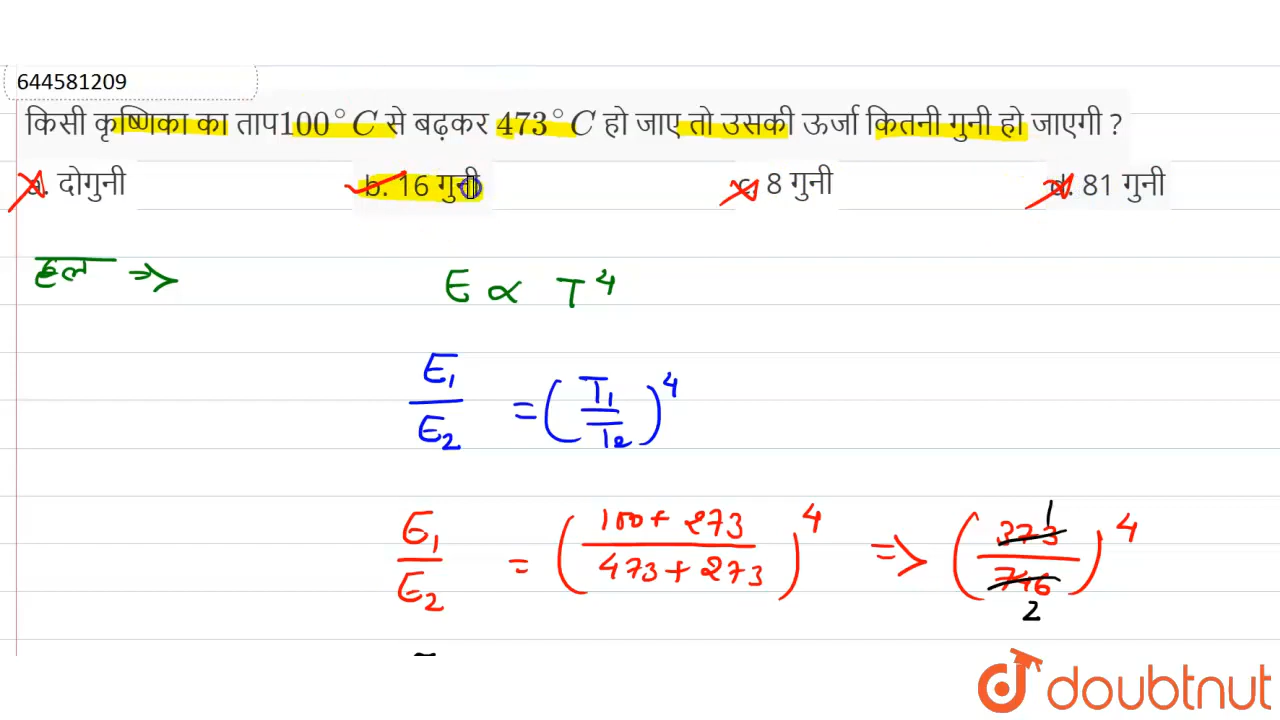 644581209
किसी कृष्णिका का ताप100°C से बढ़कर 473°C हो जाए तो उसकी ऊर्जा कितनी गुनी हो जाएगी ?
a. दोगुनी b. 16 गुनी c. 8 गुनी d. 81 गुनी
हल ⇒ E ∝ T⁴
E₁/E₂ = (T₁/T₂)⁴
E₁/E₂ = (100+273/473+273)⁴ ⇒ (373/746)⁴
1
2
doubtnut